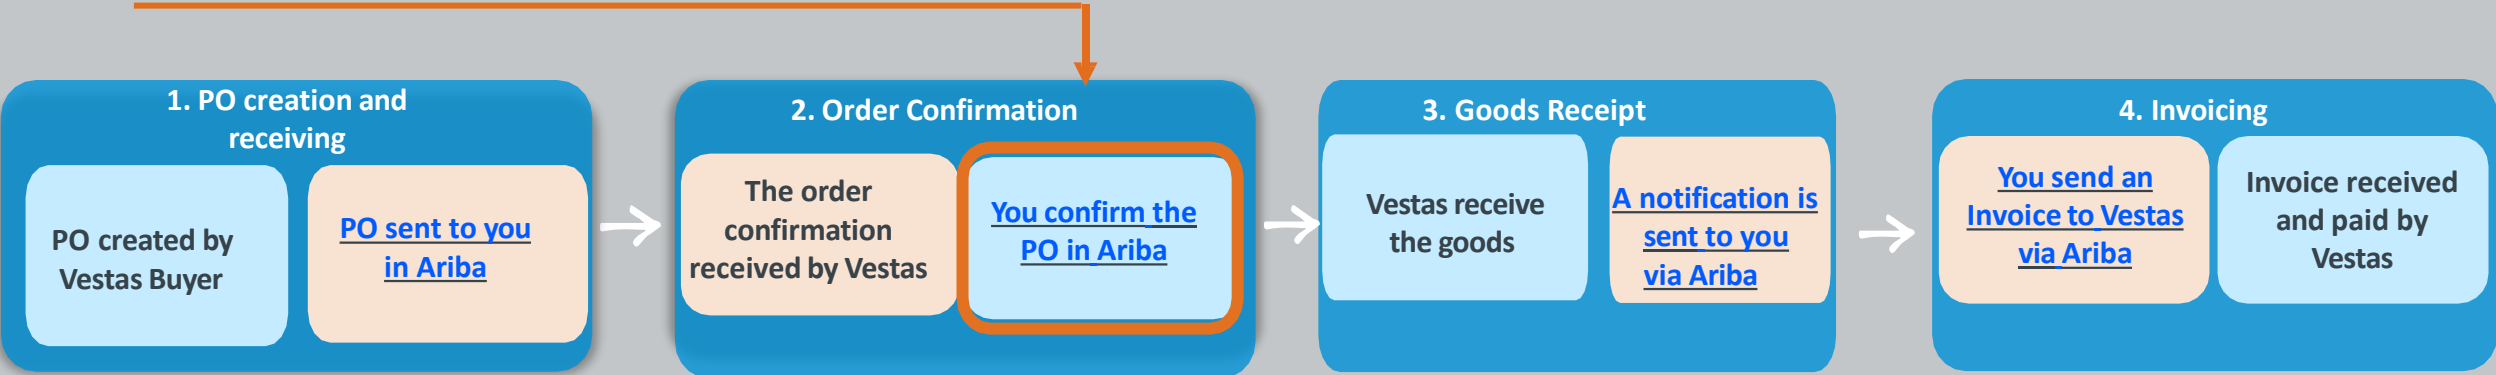 1. PO creation and
receiving
PO created by
Vestas Buyer
PO sent to you
in Ariba
2. Order Confirmation
The order
confirmation
received by Vestas
You confirm the
PO in Ariba
3. Goods Receipt
Vestas receive
the goods
A notification is
sent to you
via Ariba
4. Invoicing
You send an
Invoice to Vestas
via Ariba
Invoice received
and paid by
Vestas